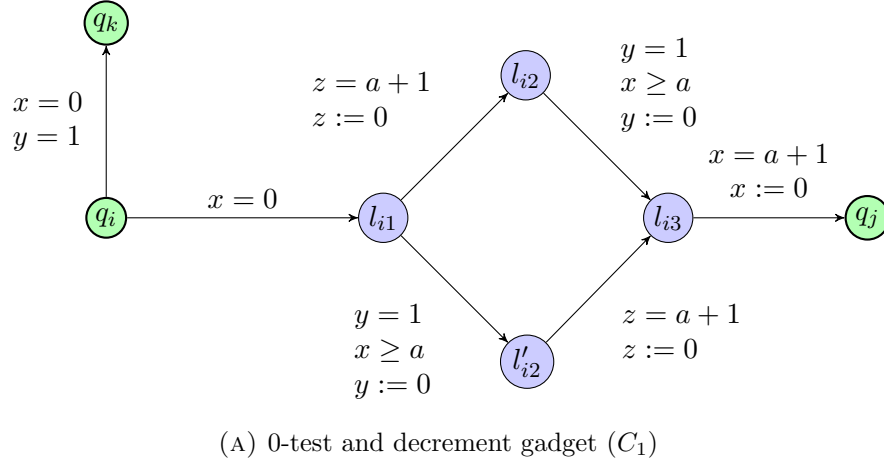 q_k
x = 0
y = 1
z = a + 1
z := 0
l_{i2}
y = 1
x ≥ a
y := 0
q_i
x = 0
l_{i1}
l_{i3}
x = a + 1
x := 0
q_j
y = 1
x ≥ a
y := 0
l'_{i2}
z = a + 1
z := 0
(A) 0-test and decrement gadget (C_1)